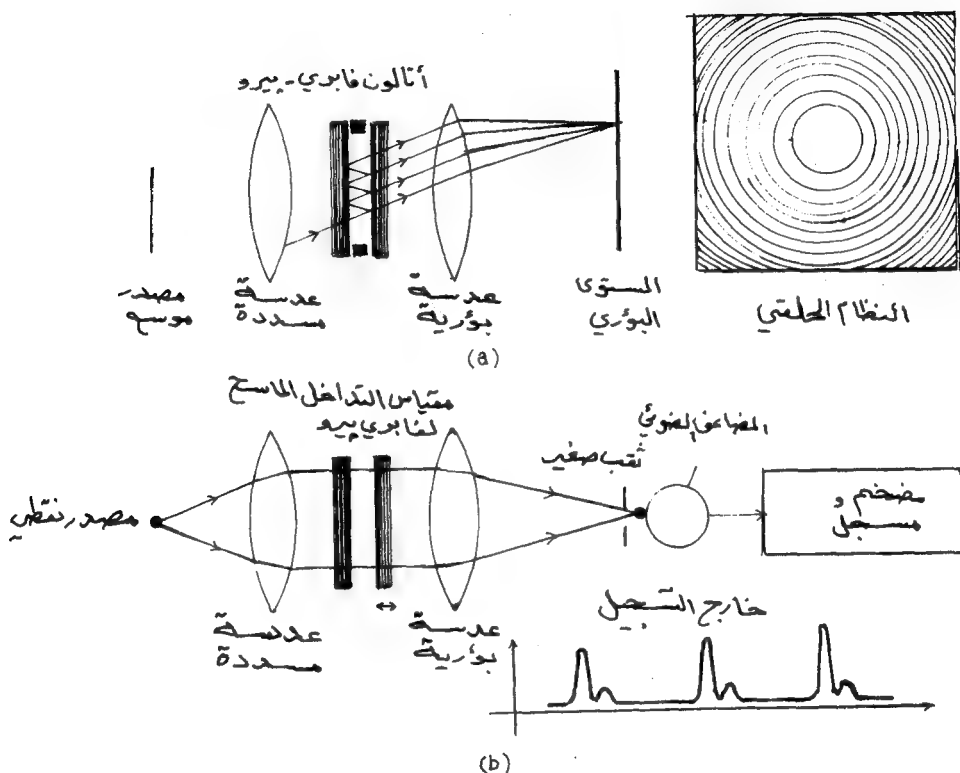 أتالون فابري - بيرو
مصدر
موسع
عدسة
مسددة
عدسة
بؤرية
المستوى
البؤري
النظام الحلقي
(a)
مقياس التداخل الماسح
لفابري بيرو
المضاعف الضوئي
ثقب صغير
مصدر نقطي
مضخم و
مسجل
عدسة
مسددة
عدسة
بؤرية
خارج التسجيل
(b)